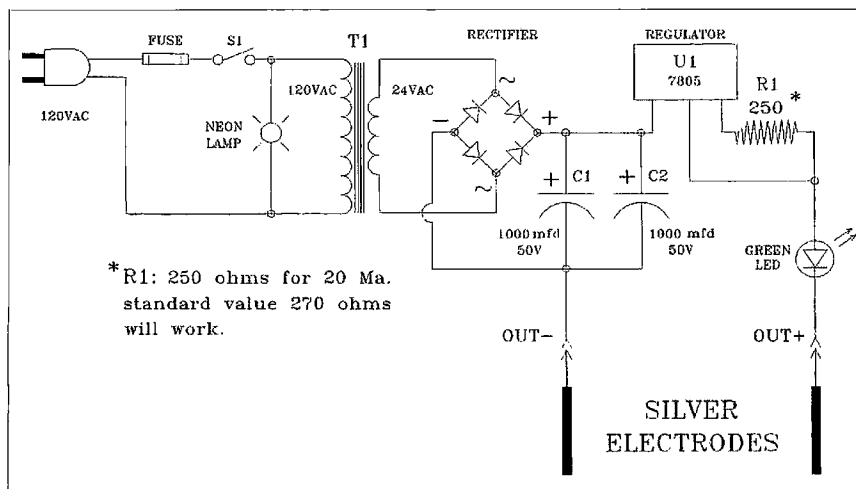 FUSE
S1
T1
RECTIFIER
REGULATOR
U1
7805
R1
250 *
120VAC
120VAC
24VAC
~
NEON
LAMP
−
+
~
+
C1
+
C2
1000 mfd
50V
1000 mfd
50V
GREEN
LED
*R1: 250 ohms for 20 Ma.
standard value 270 ohms
will work.
OUT−
OUT+
SILVER
ELECTRODES